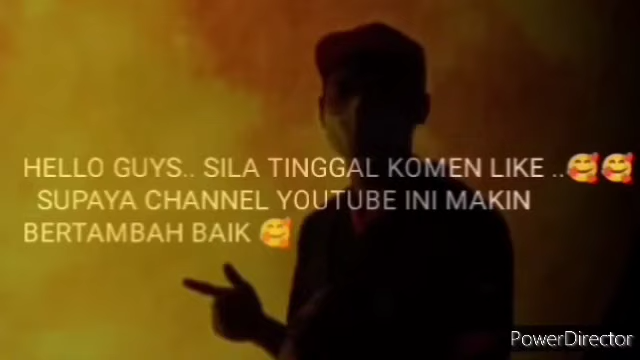 HELLO GUYS.. SILA TINGGAL KOMEN LIKE ..🥰🥰
SUPAYA CHANNEL YOUTUBE INI MAKIN
BERTAMBAH BAIK 🥰
PowerDirector